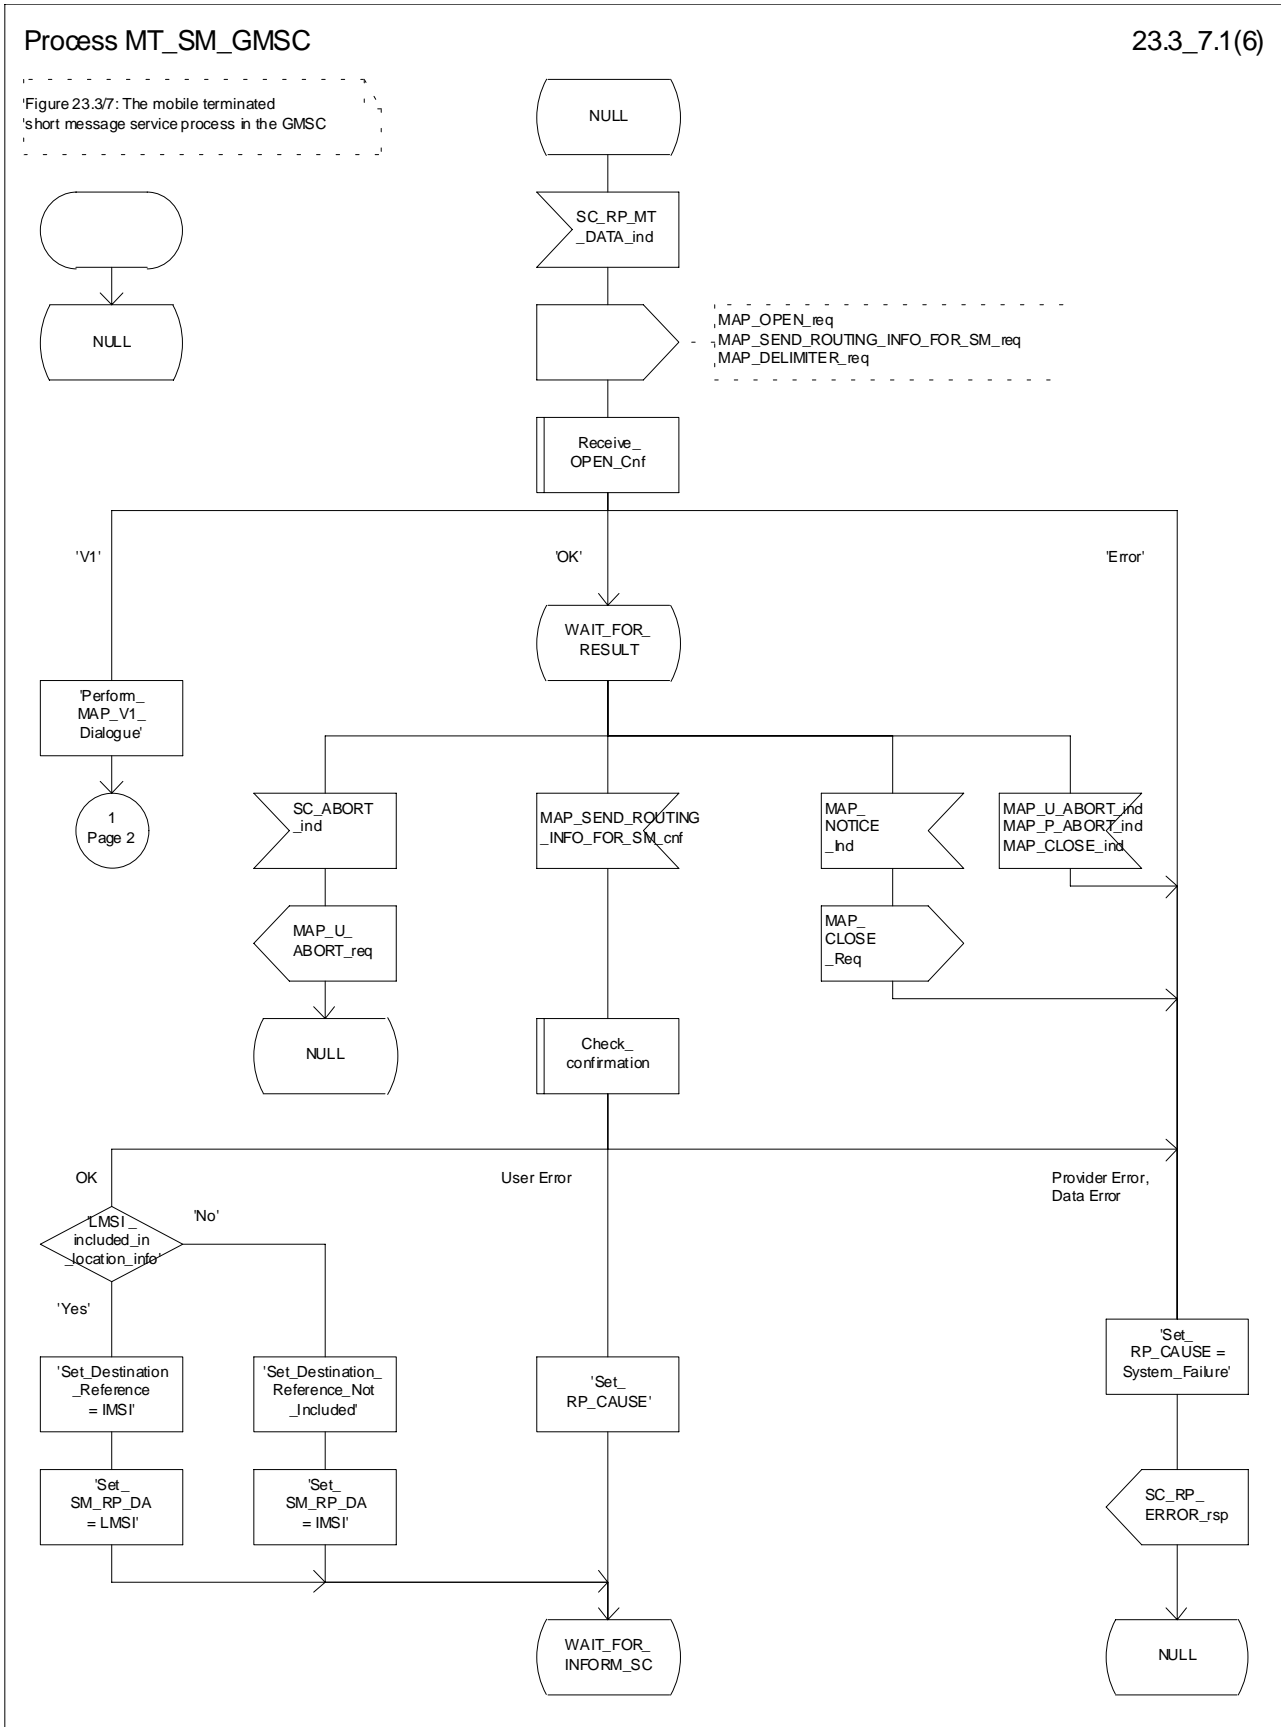 Process MT_SM_GMSC
23.3_7.1(6)
'Figure 23.3/7: The mobile terminated
'short message service process in the GMSC
NULL
SC_RP_MT
_DATA_ind
NULL
MAP_OPEN_req
MAP_SEND_ROUTING_INFO_FOR_SM_req
MAP_DELIMITER_req
Receive_
OPEN_Cnf
'V1'
'OK'
'Error'
WAIT_FOR_
RESULT
'Perform_
MAP_V1_
Dialogue'
1
Page 2
SC_ABORT
_ind
MAP_SEND_ROUTING
_INFO_FOR_SM_cnf
MAP_
NOTICE
_Ind
MAP_U_ABORT_ind
MAP_P_ABORT_ind
MAP_CLOSE_ind
MAP_U_
ABORT_req
MAP_
CLOSE
_Req
NULL
Check_
confirmation
OK
User Error
Provider Error,
Data Error
'LMSI_
included_in
_location_info'
'No'
'Yes'
'Set_Destination
_Reference
= IMSI'
'Set_Destination_
Reference_Not
_Included'
'Set_
RP_CAUSE'
'Set_
RP_CAUSE =
System_Failure'
'Set_
SM_RP_DA
= LMSI'
'Set_
SM_RP_DA
= IMSI'
SC_RP_
ERROR_rsp
WAIT_FOR_
INFORM_SC
NULL